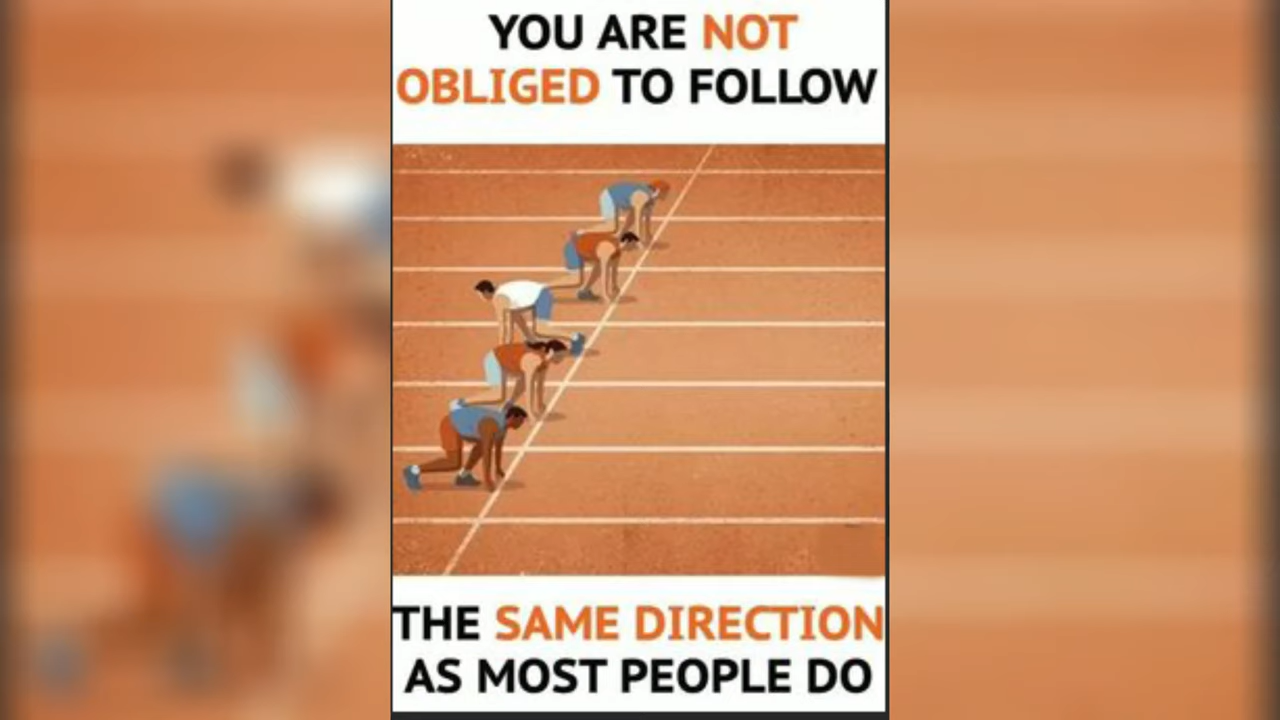 YOU ARE NOT
OBLIGED TO FOLLOW
THE SAME DIRECTION
AS MOST PEOPLE DO